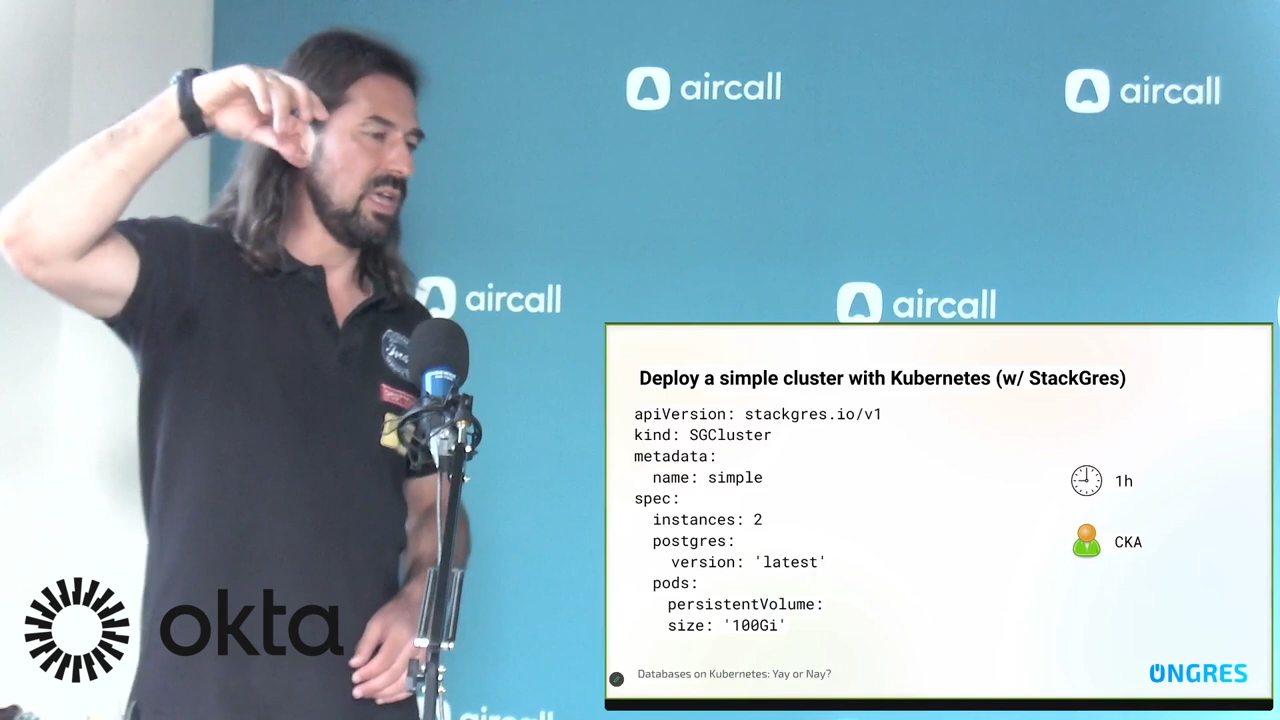 aircall
aircall
aircall
aircall
Deploy a simple cluster with Kubernetes (w/ StackGres)
apiVersion: stackgres.io/v1
kind: SGCluster
metadata:
  name: simple
spec:
  instances: 2
  postgres:
    version: 'latest'
  pods:
    persistentVolume:
    size: '100Gi'
1h
CKA
Databases on Kubernetes: Yay or Nay?
ONGRES
okta
aircall